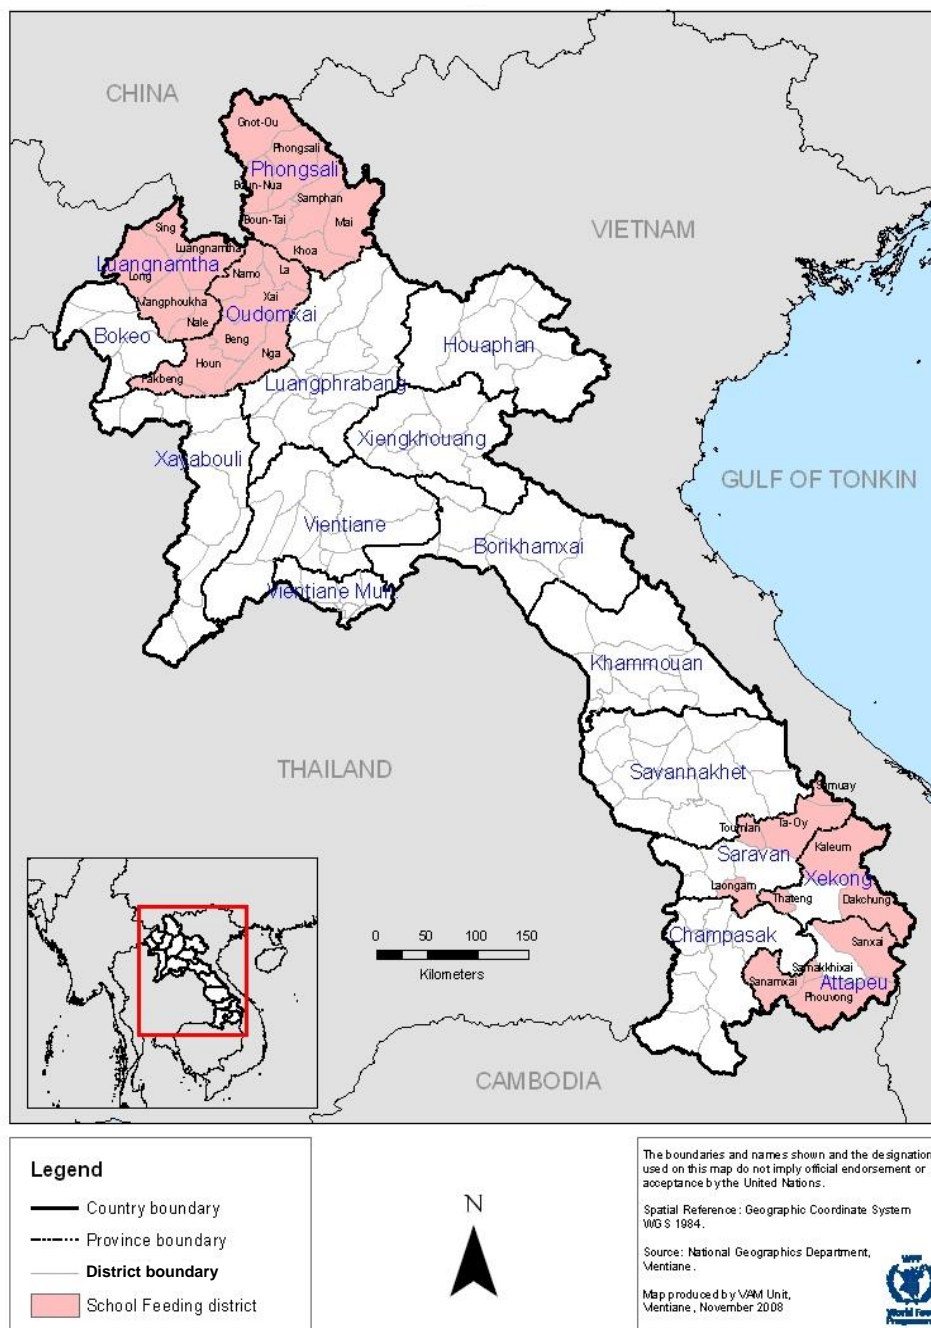 CHINA
Gnot-Ou
Phongsali
Phongsali
Boun-Nua
Samphan
Boun-Tai
Mai
VIETNAM
Sing
Luangnamtha
Khoa
Luangnamtha
Long
Namo
La
Xai
Viangphoukha
Oudomxai
Nale
Bokeo
Beng
Houaphan
Nga
Houn
Pakbeng
Luangphrabang
Xiengkhouang
Xayabouli
GULF OF TONKIN
Vientiane
Borikhamxai
Vientiane Mun
Khammouan
THAILAND
Savannakhet
Samuay
Toumlan
Ta-Oy
Kaleum
Saravan
Xekong
Laongam
Thateng
Dakchung
Champasak
Sanxai
Samakkhixai
Sanamxai
Attapeu
Phouvong
0 50 100 150
Kilometers
CAMBODIA
Legend
Country boundary
Province boundary
District boundary
School Feeding district
N
The boundaries and names shown and the designation
used on this map do not imply official endorsement or
acceptance by the United Nations.
Spatial Reference: Geographic Coordinate System
WGS 1984.
Source: National Geographics Department,
Vientiane.
Map produced by VAM Unit,
Vientiane, November 2008
WFP
World Food
Programme